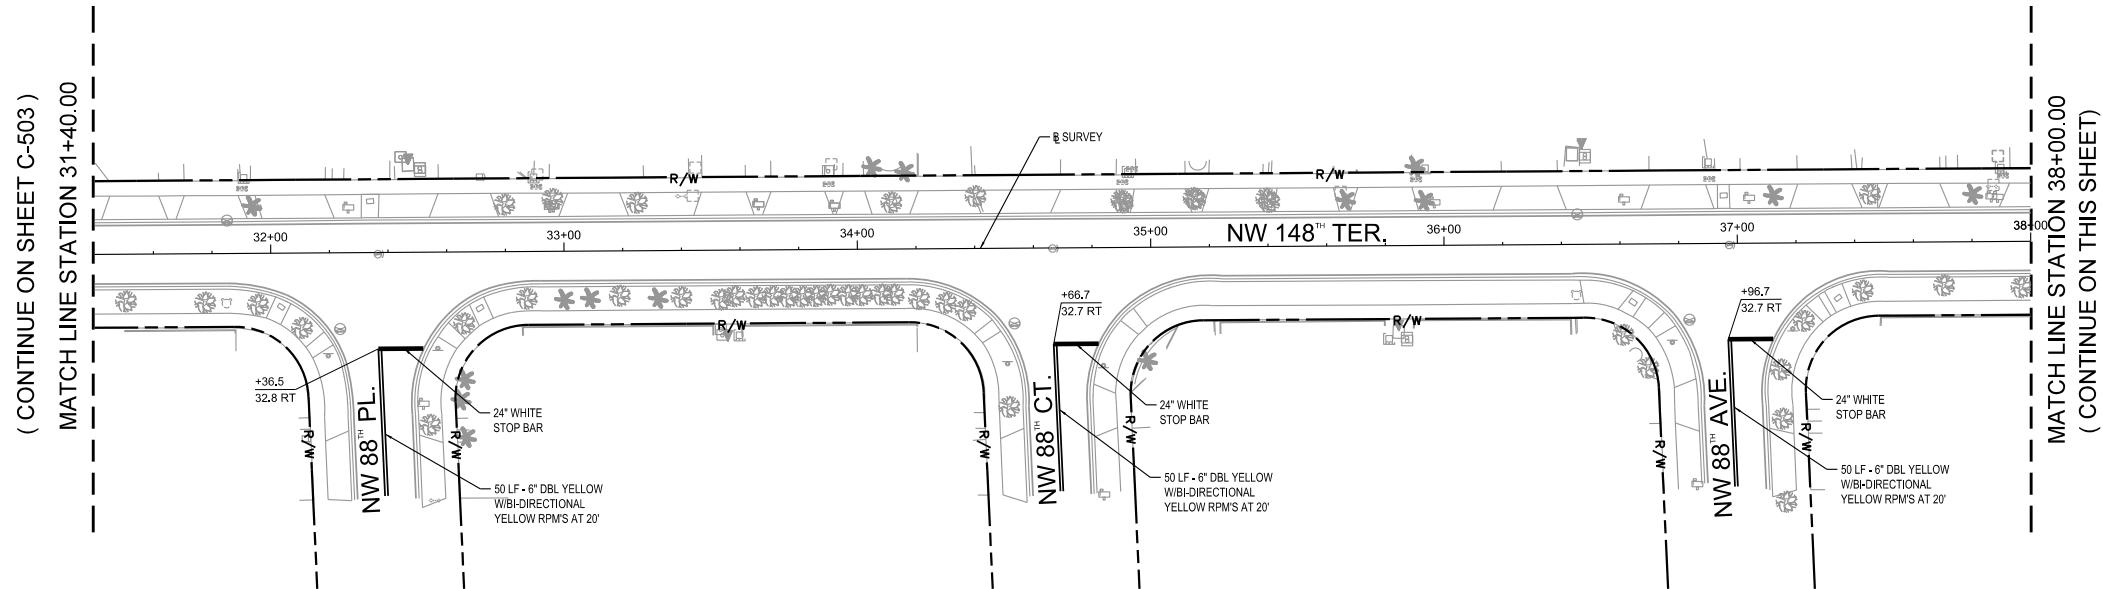 ( CONTINUE ON SHEET C-503 )
MATCH LINE STATION 31+40.00
℄ SURVEY
R/W
R/W
32+00
33+00
34+00
35+00
NW 148TH TER.
36+00
37+00
38+00
R/W
R/W
+36.5
32.8 RT
+66.7
32.7 RT
+96.7
32.7 RT
NW 88TH PL.
24" WHITE
STOP BAR
50 LF - 6" DBL YELLOW
W/BI-DIRECTIONAL
YELLOW RPM'S AT 20'
R/W
R/W
NW 88TH CT.
24" WHITE
STOP BAR
50 LF - 6" DBL YELLOW
W/BI-DIRECTIONAL
YELLOW RPM'S AT 20'
R/W
R/W
NW 88TH AVE.
24" WHITE
STOP BAR
50 LF - 6" DBL YELLOW
W/BI-DIRECTIONAL
YELLOW RPM'S AT 20'
R/W
R/W
MATCH LINE STATION 38+00.00
( CONTINUE ON THIS SHEET)